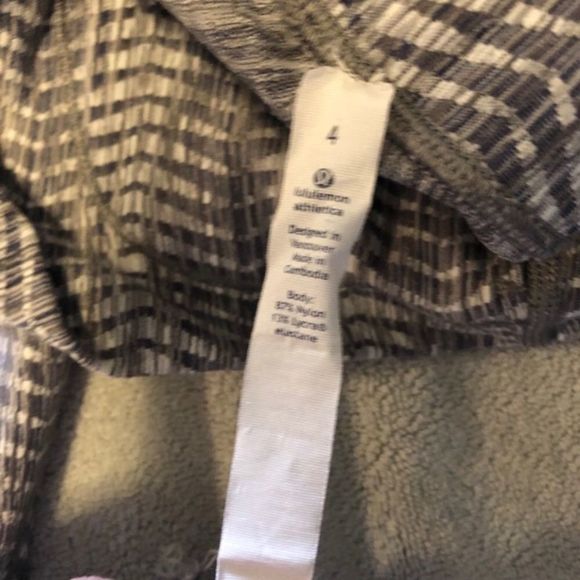 4
lululemon
athletica
Designed in
Vancouver
Made in
Cambodia
Body:
87% Nylon
13% Lycra®
elastane